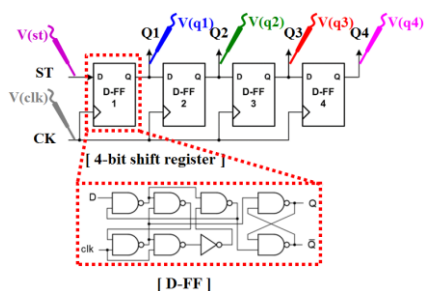 V(st) Q1 V(q1) Q2 V(q2) Q3 V(q3) Q4 V(q4)
ST D Q D Q D Q D Q
D-FF D-FF D-FF D-FF
1 2 3 4
V(clk)
CK
[ 4-bit shift register ]
D Q
clk Q̅
[ D-FF ]